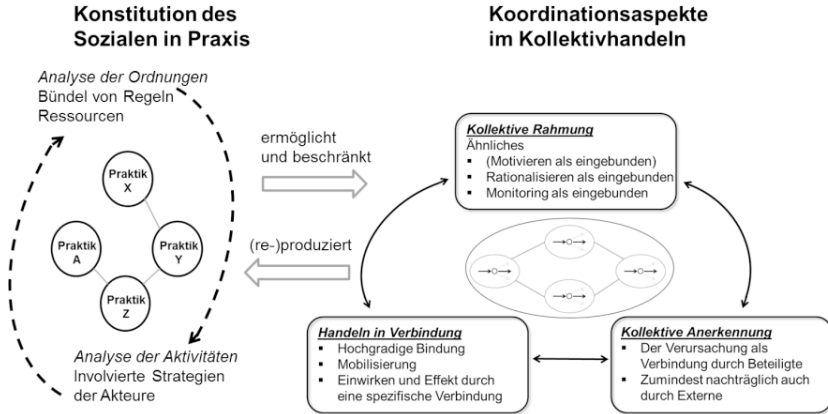 Konstitution des
Sozialen in Praxis
Koordinationsaspekte
im Kollektivhandeln
Analyse der Ordnungen
Bündel von Regeln
Ressourcen
Praktik
X
Praktik
A
Praktik
Y
Praktik
Z
Analyse der Aktivitäten
Involvierte Strategien
der Akteure
ermöglicht
und beschränkt
(re-)produziert
Kollektive Rahmung
Ähnliches
▪ (Motivieren als eingebunden)
▪ Rationalisieren als eingebunden
▪ Monitoring als eingebunden
Handeln in Verbindung
▪ Hochgradige Bindung
▪ Mobilisierung
▪ Einwirken und Effekt durch
eine spezifische Verbindung
Kollektive Anerkennung
▪ Der Verursachung als
Verbindung durch Beteiligte
▪ Zumindest nachträglich auch
durch Externe